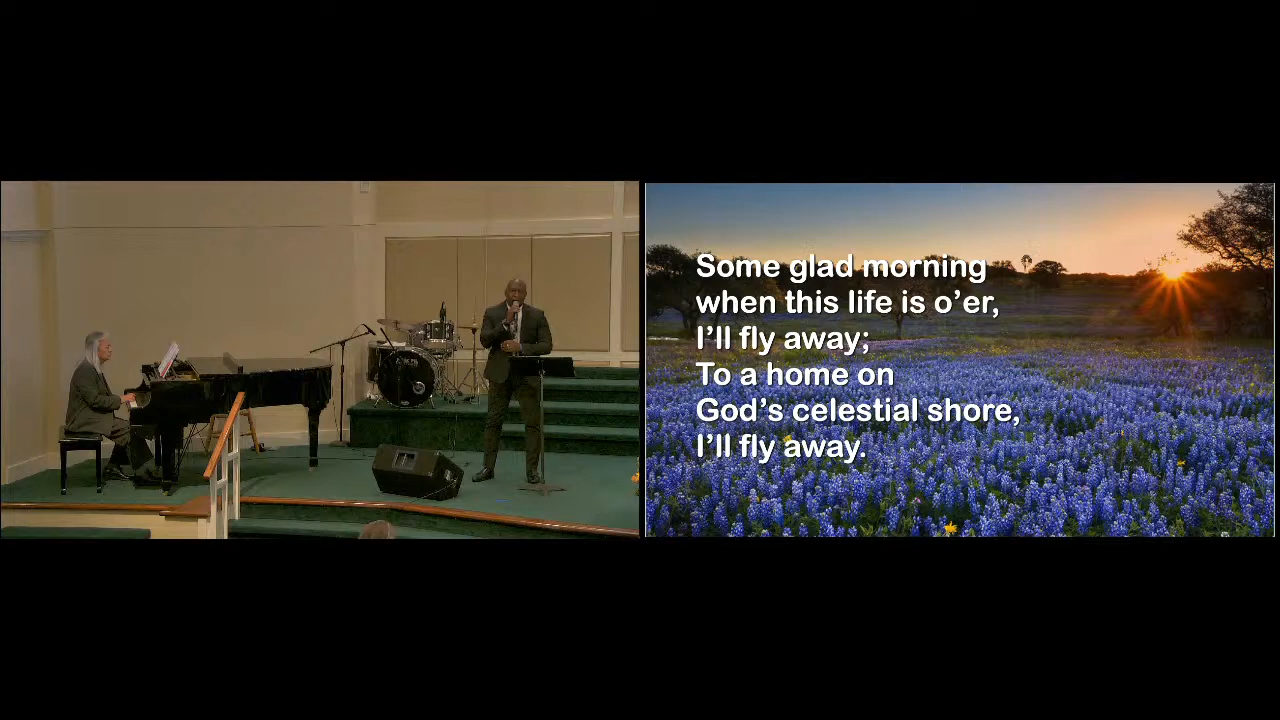 Some glad morning
when this life is o’er,
I’ll fly away;
To a home on
God’s celestial shore,
I’ll fly away.